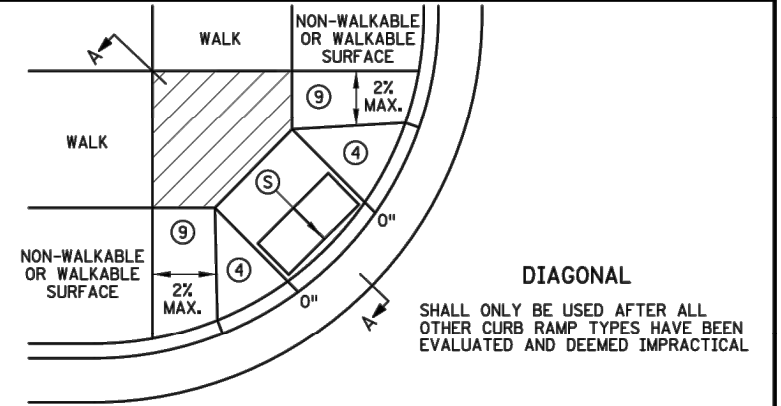 A
WALK
NON-WALKABLE
OR WALKABLE
SURFACE
9
2%
MAX.
WALK
4
S
0"
9
NON-WALKABLE
OR WALKABLE
SURFACE
4
2%
MAX.
0"
A
DIAGONAL
SHALL ONLY BE USED AFTER ALL
OTHER CURB RAMP TYPES HAVE BEEN
EVALUATED AND DEEMED IMPRACTICAL